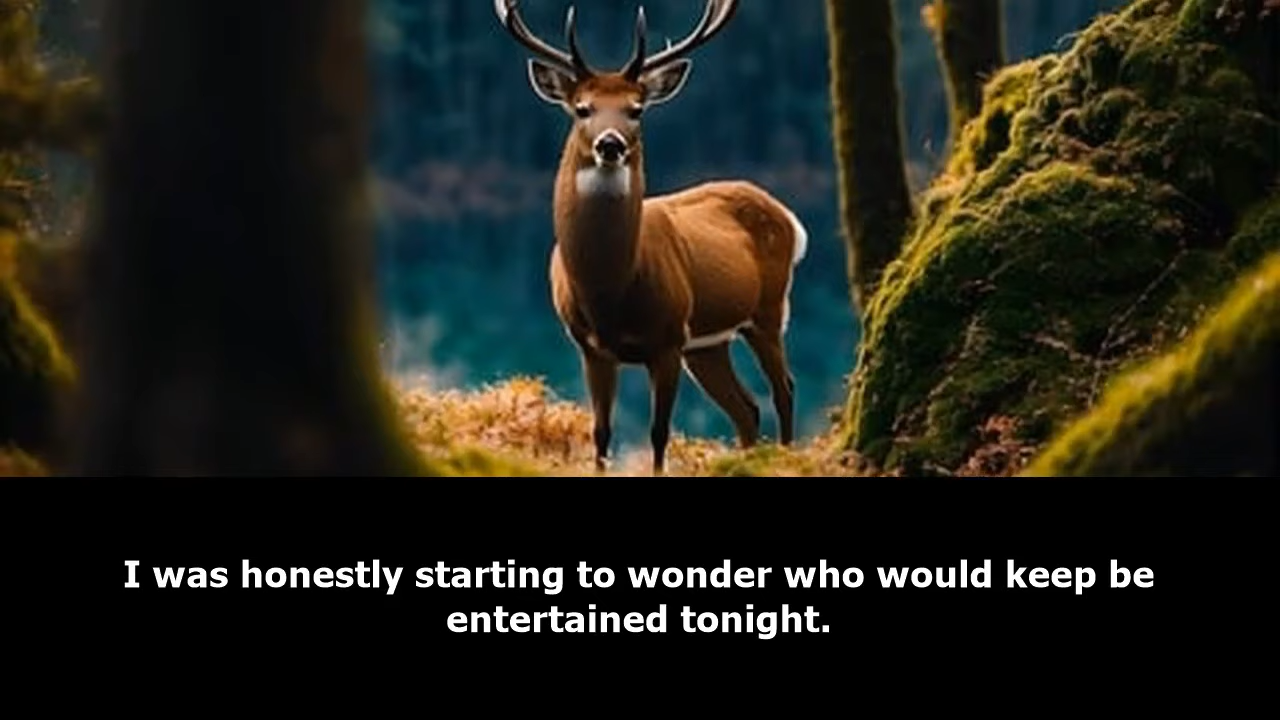 I was honestly starting to wonder who would keep be
entertained tonight.